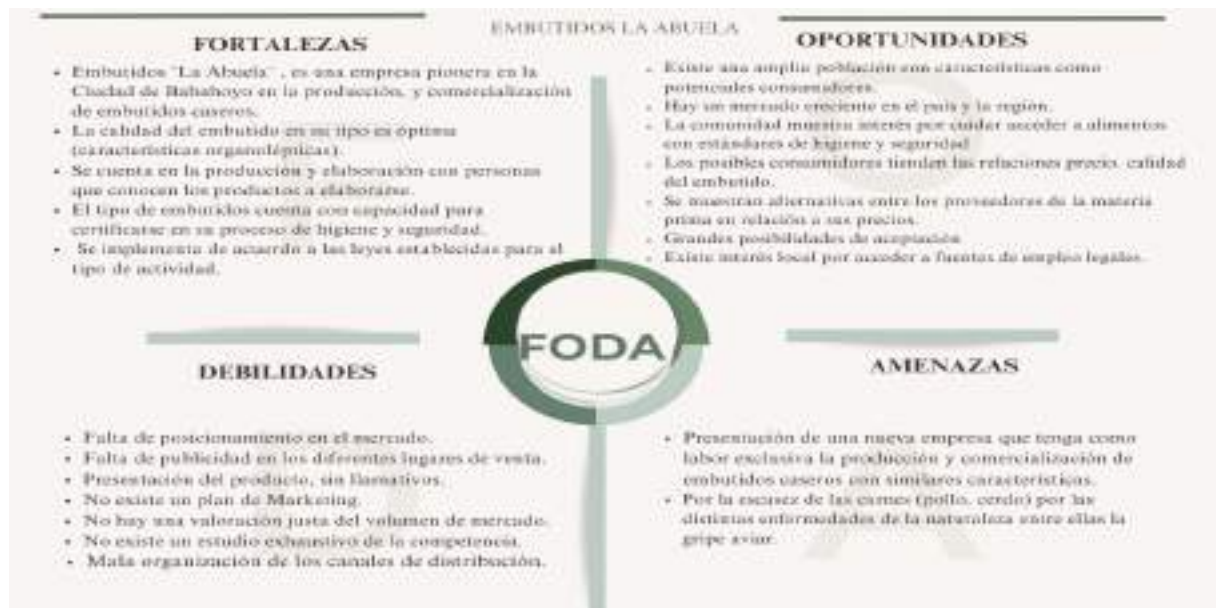 EMBUTIDOS LA ABUELA
FORTALEZAS
• Embutidos "La Abuela" , es una empresa pionera en la
Ciudad de Babahoyo en la producción, y comercialización
de embutidos caseros.
• La calidad del embutido en su tipo es óptima
(características organolépticas).
• Se cuenta en la producción y elaboración con personas
que conocen los productos a elaborarse.
• El tipo de embutidos cuenta con capacidad para
certificarse en su proceso de higiene y seguridad.
• Se implementa de acuerdo a las leyes establecidas para al
tipo de actividad.
OPORTUNIDADES
• Existe una amplia población con características como
potenciales consumidores.
• Hay un mercado creciente en el país y la región.
• La comunidad muestra interés por cuidar acceder a alimentos
con estándares de higiene y seguridad
• Los posibles consumidores tienden las relaciones precio, calidad
del embutido.
• Se muestran alternativas entre los proveedores de la materia
prima en relación a sus precios.
• Grandes posibilidades de aceptación
• Existe interés local por acceder a fuentes de empleo legales.
FODA
DEBILIDADES
• Falta de posicionamiento en el mercado.
• Falta de publicidad en los diferentes lugares de venta.
• Presentación del producto, sin llamativos.
• No existe un plan de Marketing.
• No hay una valoración justa del volumen de mercado.
• No existe un estudio exhaustivo de la competencia.
• Mala organización de los canales de distribución.
AMENAZAS
• Presentación de una nueva empresa que tenga como
labor exclusiva la producción y comercialización de
embutidos caseros con similares características.
• Por la escasez de las carnes (pollo, cerdo) por las
distintas enfermedades de la naturaleza entre ellas la
gripe aviar.